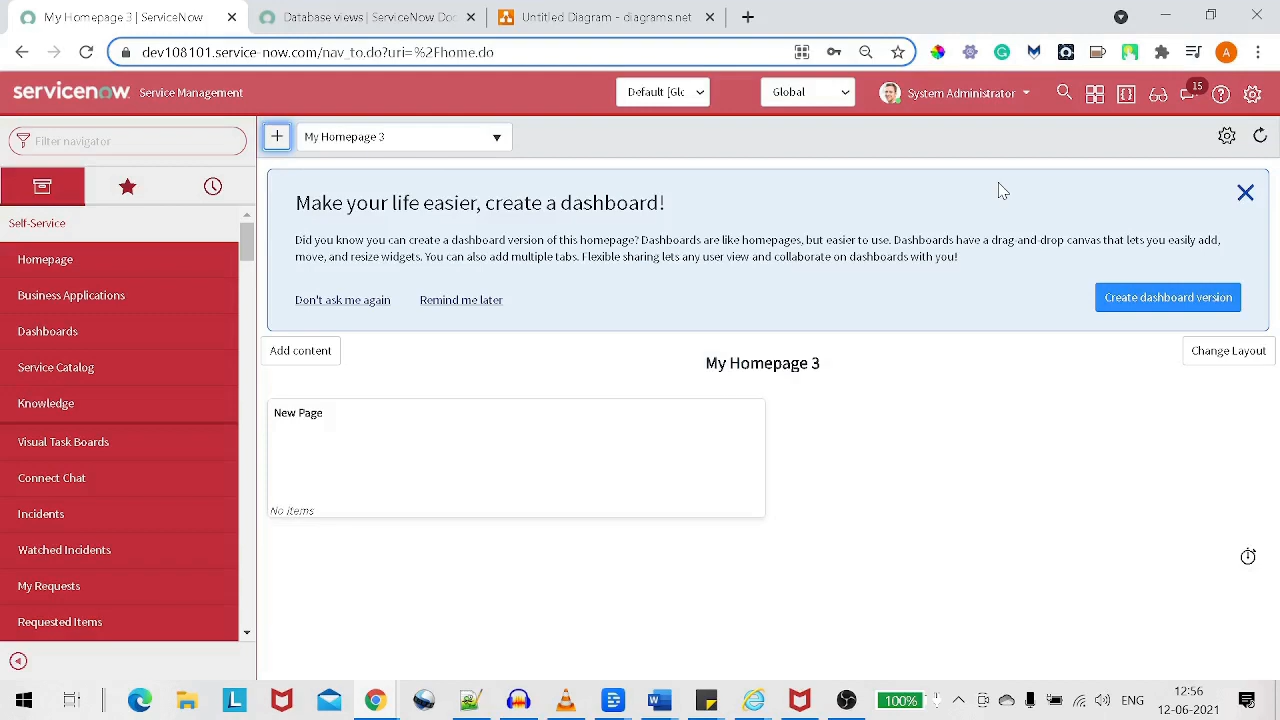 My Homepage 3 | ServiceNow
Database views | ServiceNow Doc
Untitled Diagram - diagrams.net
dev108101.service-now.com/nav_to.do?uri=%2Fhome.do
A
servicenow
Service Management
Default [Glo
Global
System Administrator
15
Filter navigator
My Homepage 3
Self-Service
Homepage
Business Applications
Dashboards
Service Catalog
Knowledge
Visual Task Boards
Connect Chat
Incidents
Watched Incidents
My Requests
Requested Items
Make your life easier, create a dashboard!
Did you know you can create a dashboard version of this homepage? Dashboards are like homepages, but easier to use. Dashboards have a drag-and-drop canvas that lets you easily add,
move, and resize widgets. You can also add multiple tabs. Flexible sharing lets any user view and collaborate on dashboards with you!
Don't ask me again
Remind me later
Create dashboard version
Add content
My Homepage 3
Change Layout
New Page
No items
100%
ENG
12:56
12-06-2021